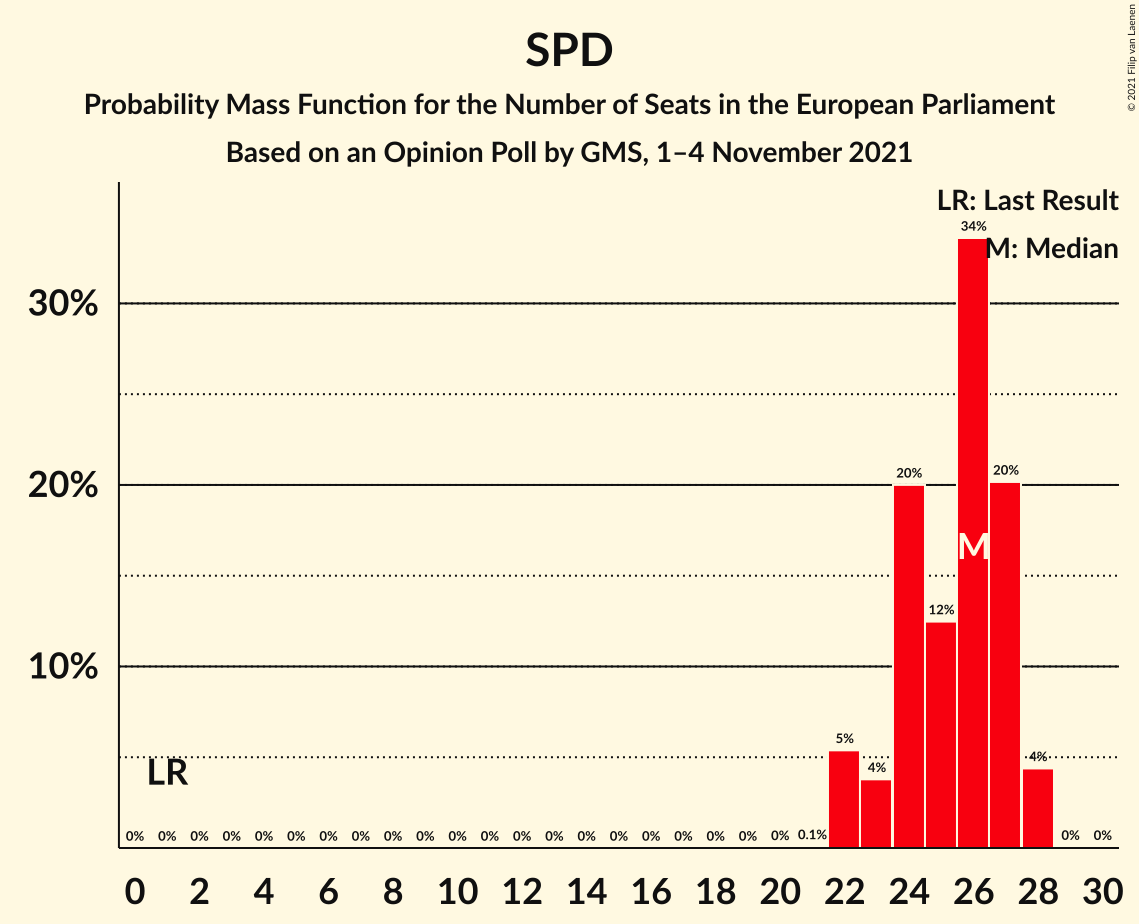 SPD
Probability Mass Function for the Number of Seats in the European Parliament
Based on an Opinion Poll by GMS, 1–4 November 2021
© 2021 Filip van Laenen
LR: Last Result
M: Median
34%
30%
20%
20%
20%
M
12%
10%
5%
4%
4%
LR
0% 0% 0% 0% 0% 0% 0% 0% 0% 0% 0% 0% 0% 0% 0% 0% 0% 0% 0% 0% 0% 0.1% 0% 0%
0 2 4 6 8 10 12 14 16 18 20 22 24 26 28 30